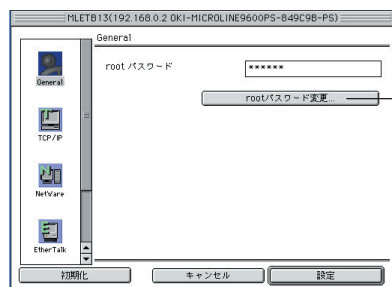 MLETB13(192.168.0.2 OKI-MICROLINE9600PS-849C9B-PS)
General
root パスワード ******
rootパスワード変更...
General
TCP/IP
NetWare
EtherTalk
初期化 キャンセル 設定